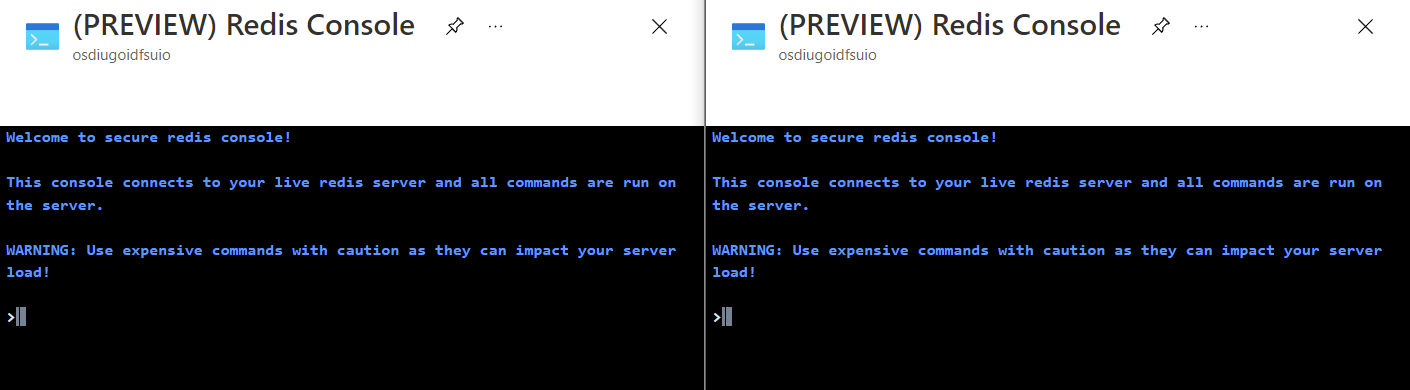 (PREVIEW) Redis Console
osdiugoidfsuio
Welcome to secure redis console!
This console connects to your live redis server and all commands are run on
the server.
WARNING: Use expensive commands with caution as they can impact your server
load!
>
(PREVIEW) Redis Console
osdiugoidfsuio
Welcome to secure redis console!
This console connects to your live redis server and all commands are run on
the server.
WARNING: Use expensive commands with caution as they can impact your server
load!
>